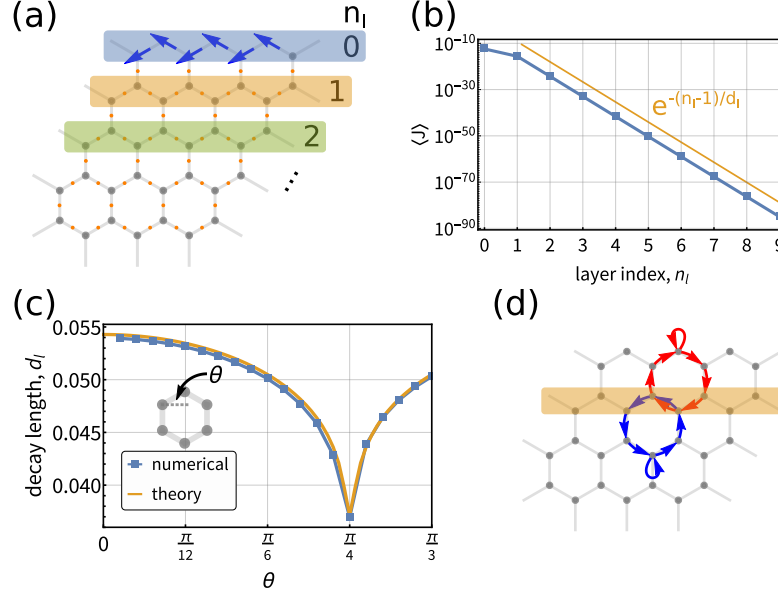 (a)
n_l
0
1
2
(b)
⟨J⟩
10^-10
10^-30
10^-50
10^-70
10^-90
e^-(n_l-1)/d_l
0 1 2 3 4 5 6 7 8 9
layer index, n_l
(c)
decay length, d_l
0.055
0.050
0.045
0.040
θ
numerical
theory
0 π/12 π/6 π/4 π/3
θ
(d)